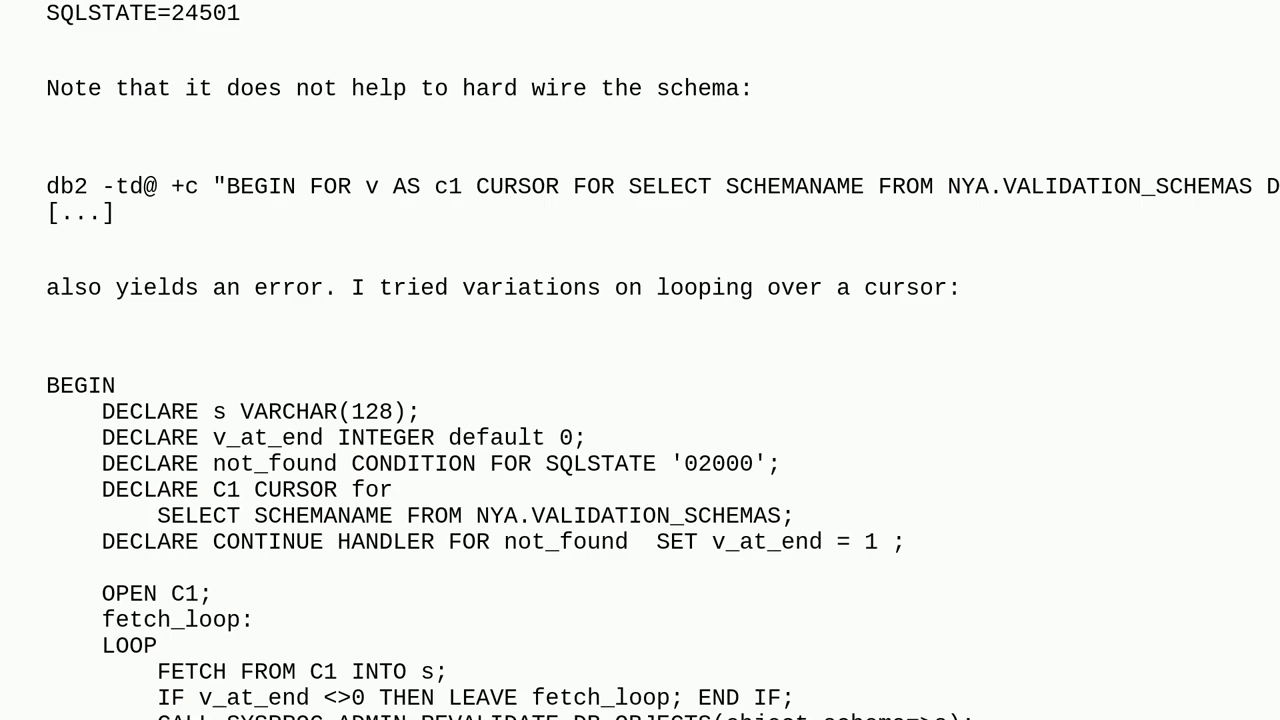 SQLSTATE=24501
Note that it does not help to hard wire the schema:
db2 -td@ +c "BEGIN FOR v AS c1 CURSOR FOR SELECT SCHEMANAME FROM NYA.VALIDATION_SCHEMAS D
[...]
also yields an error. I tried variations on looping over a cursor:
BEGIN
    DECLARE s VARCHAR(128);
    DECLARE v_at_end INTEGER default 0;
    DECLARE not_found CONDITION FOR SQLSTATE '02000';
    DECLARE C1 CURSOR for
        SELECT SCHEMANAME FROM NYA.VALIDATION_SCHEMAS;
    DECLARE CONTINUE HANDLER FOR not_found  SET v_at_end = 1 ;
    OPEN C1;
    fetch_loop:
    LOOP
        FETCH FROM C1 INTO s;
        IF v_at_end <>0 THEN LEAVE fetch_loop; END IF;
        CALL SYSPROC.ADMIN_REVALIDATE_DB_OBJECTS(object_schema=>s);